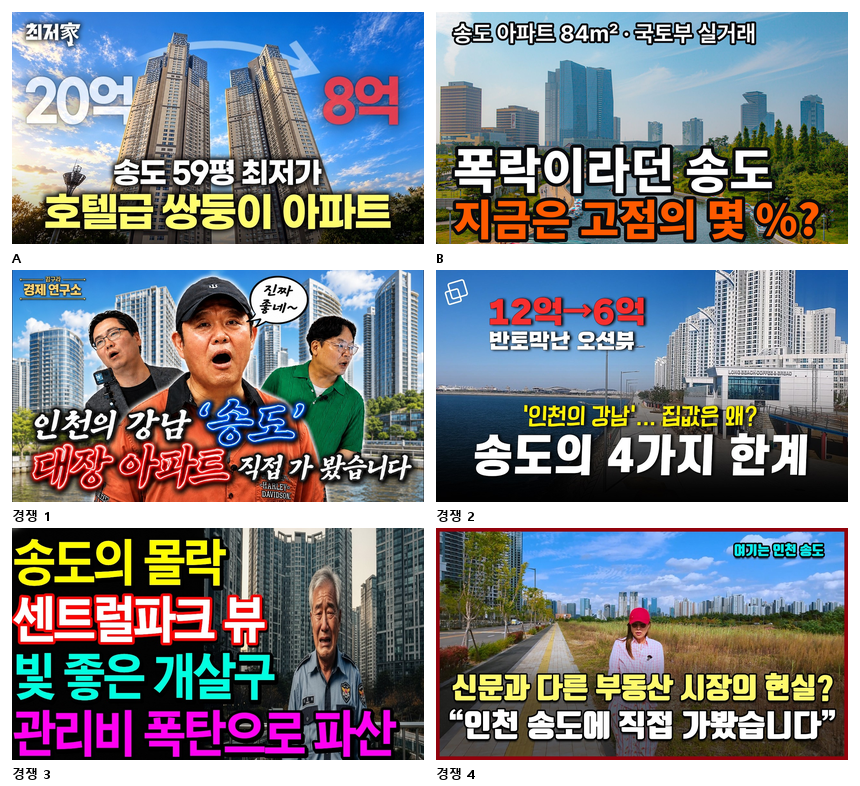 최저家
20억
8억
송도 59평 최저가
호텔급 쌍둥이 아파트
A
송도 아파트 84m² · 국토부 실거래
폭락이라던 송도
지금은 고점의 몇 %?
B
경제 연구소
진짜
좋네~
인천의 강남 '송도'
대장 아파트 직접 가 봤습니다
HARLEY
DAVIDSON
경쟁 1
12억→6억
반토막난 오션뷰
'인천의 강남'... 집값은 왜?
송도의 4가지 한계
경쟁 2
송도의 몰락
센트럴파크 뷰
빛 좋은 개살구
관리비 폭탄으로 파산
경쟁 3
여기는 인천 송도
신문과 다른 부동산 시장의 현실?
“인천 송도에 직접 가봤습니다”
경쟁 4